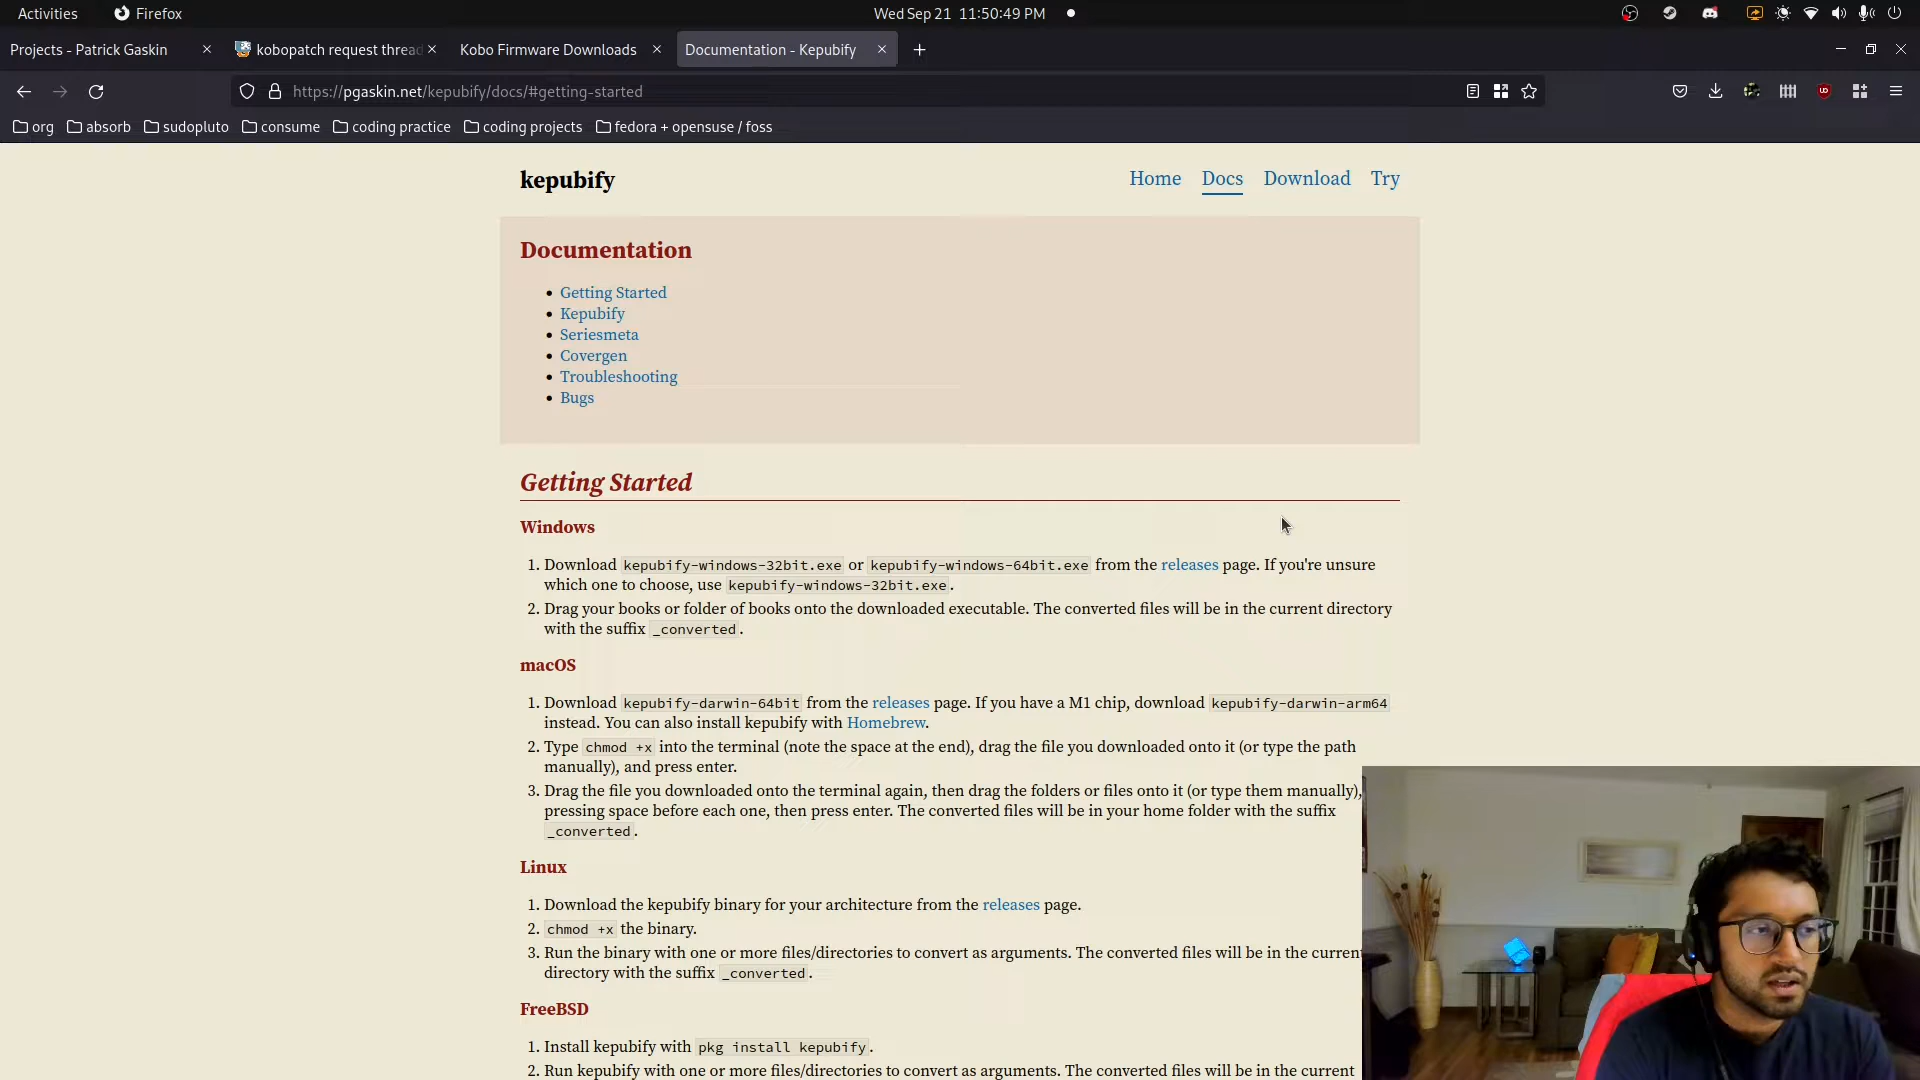 Activities Firefox Wed Sep 21 11:50:49 PM
Projects - Patrick Gaskin kobopatch request thread Kobo Firmware Downloads Documentation - Kepubify
https://pgaskin.net/kepubify/docs/#getting-started
org absorb sudopluto consume coding practice coding projects fedora + opensuse / foss
kepubify Home Docs Download Try
Documentation
• Getting Started
• Kepubify
• Seriesmeta
• Covergen
• Troubleshooting
• Bugs
Getting Started
Windows
1. Download kepubify-windows-32bit.exe or kepubify-windows-64bit.exe from the releases page. If you're unsure
which one to choose, use kepubify-windows-32bit.exe.
2. Drag your books or folder of books onto the downloaded executable. The converted files will be in the current directory
with the suffix _converted.
macOS
1. Download kepubify-darwin-64bit from the releases page. If you have a M1 chip, download kepubify-darwin-arm64
instead. You can also install kepubify with Homebrew.
2. Type chmod +x into the terminal (note the space at the end), drag the file you downloaded onto it (or type the path
manually), and press enter.
3. Drag the file you downloaded onto the terminal again, then drag the folders or files onto it (or type them manually),
pressing space before each one, then press enter. The converted files will be in your home folder with the suffix
_converted.
Linux
1. Download the kepubify binary for your architecture from the releases page.
2. chmod +x the binary.
3. Run the binary with one or more files/directories to convert as arguments. The converted files will be in the current
directory with the suffix _converted.
FreeBSD
1. Install kepubify with pkg install kepubify.
2. Run kepubify with one or more files/directories to convert as arguments. The converted files will be in the current